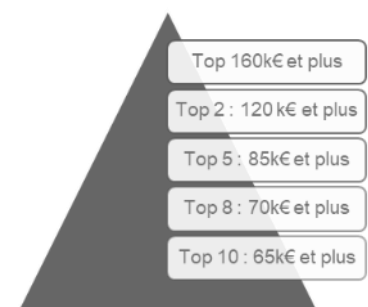 Top 160k€ et plus
Top 2 : 120 k€ et plus
Top 5 : 85k€ et plus
Top 8 : 70k€ et plus
Top 10 : 65k€ et plus